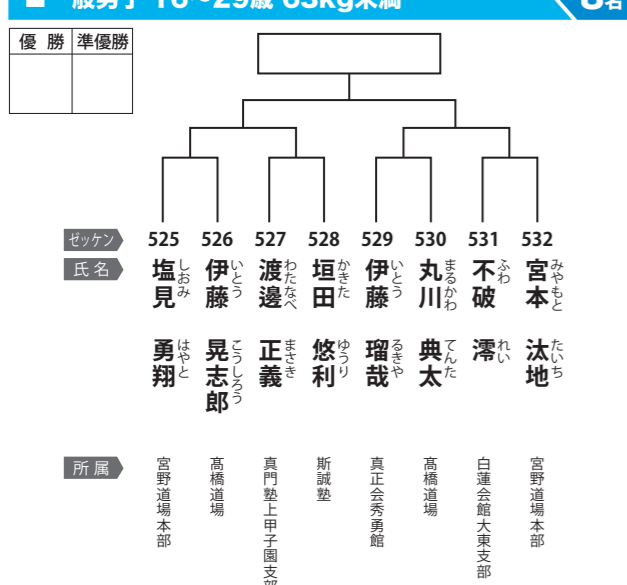 一般男子 16～29歳 63kg未満
8名
優 勝 準優勝
ゼッケン 525 526 527 528 529 530 531 532
氏 名
塩見 しおみ 勇翔 はやと
伊藤 いとう 晃志郎 こうしろう
渡邊 わたなべ 正義 まさき
垣田 かきた 悠利 ゆうり
伊藤 いとう 瑠哉 るきや
丸川 まるかわ 典太 てんた
不破 ふわ 澪 れい
宮本 みやもと 汰地 たいち
所 属
宮野道場本部
髙橋道場
真門塾上甲子園支部
斯誠塾
真正会秀勇館
髙橋道場
白蓮会館大東支部
宮野道場本部